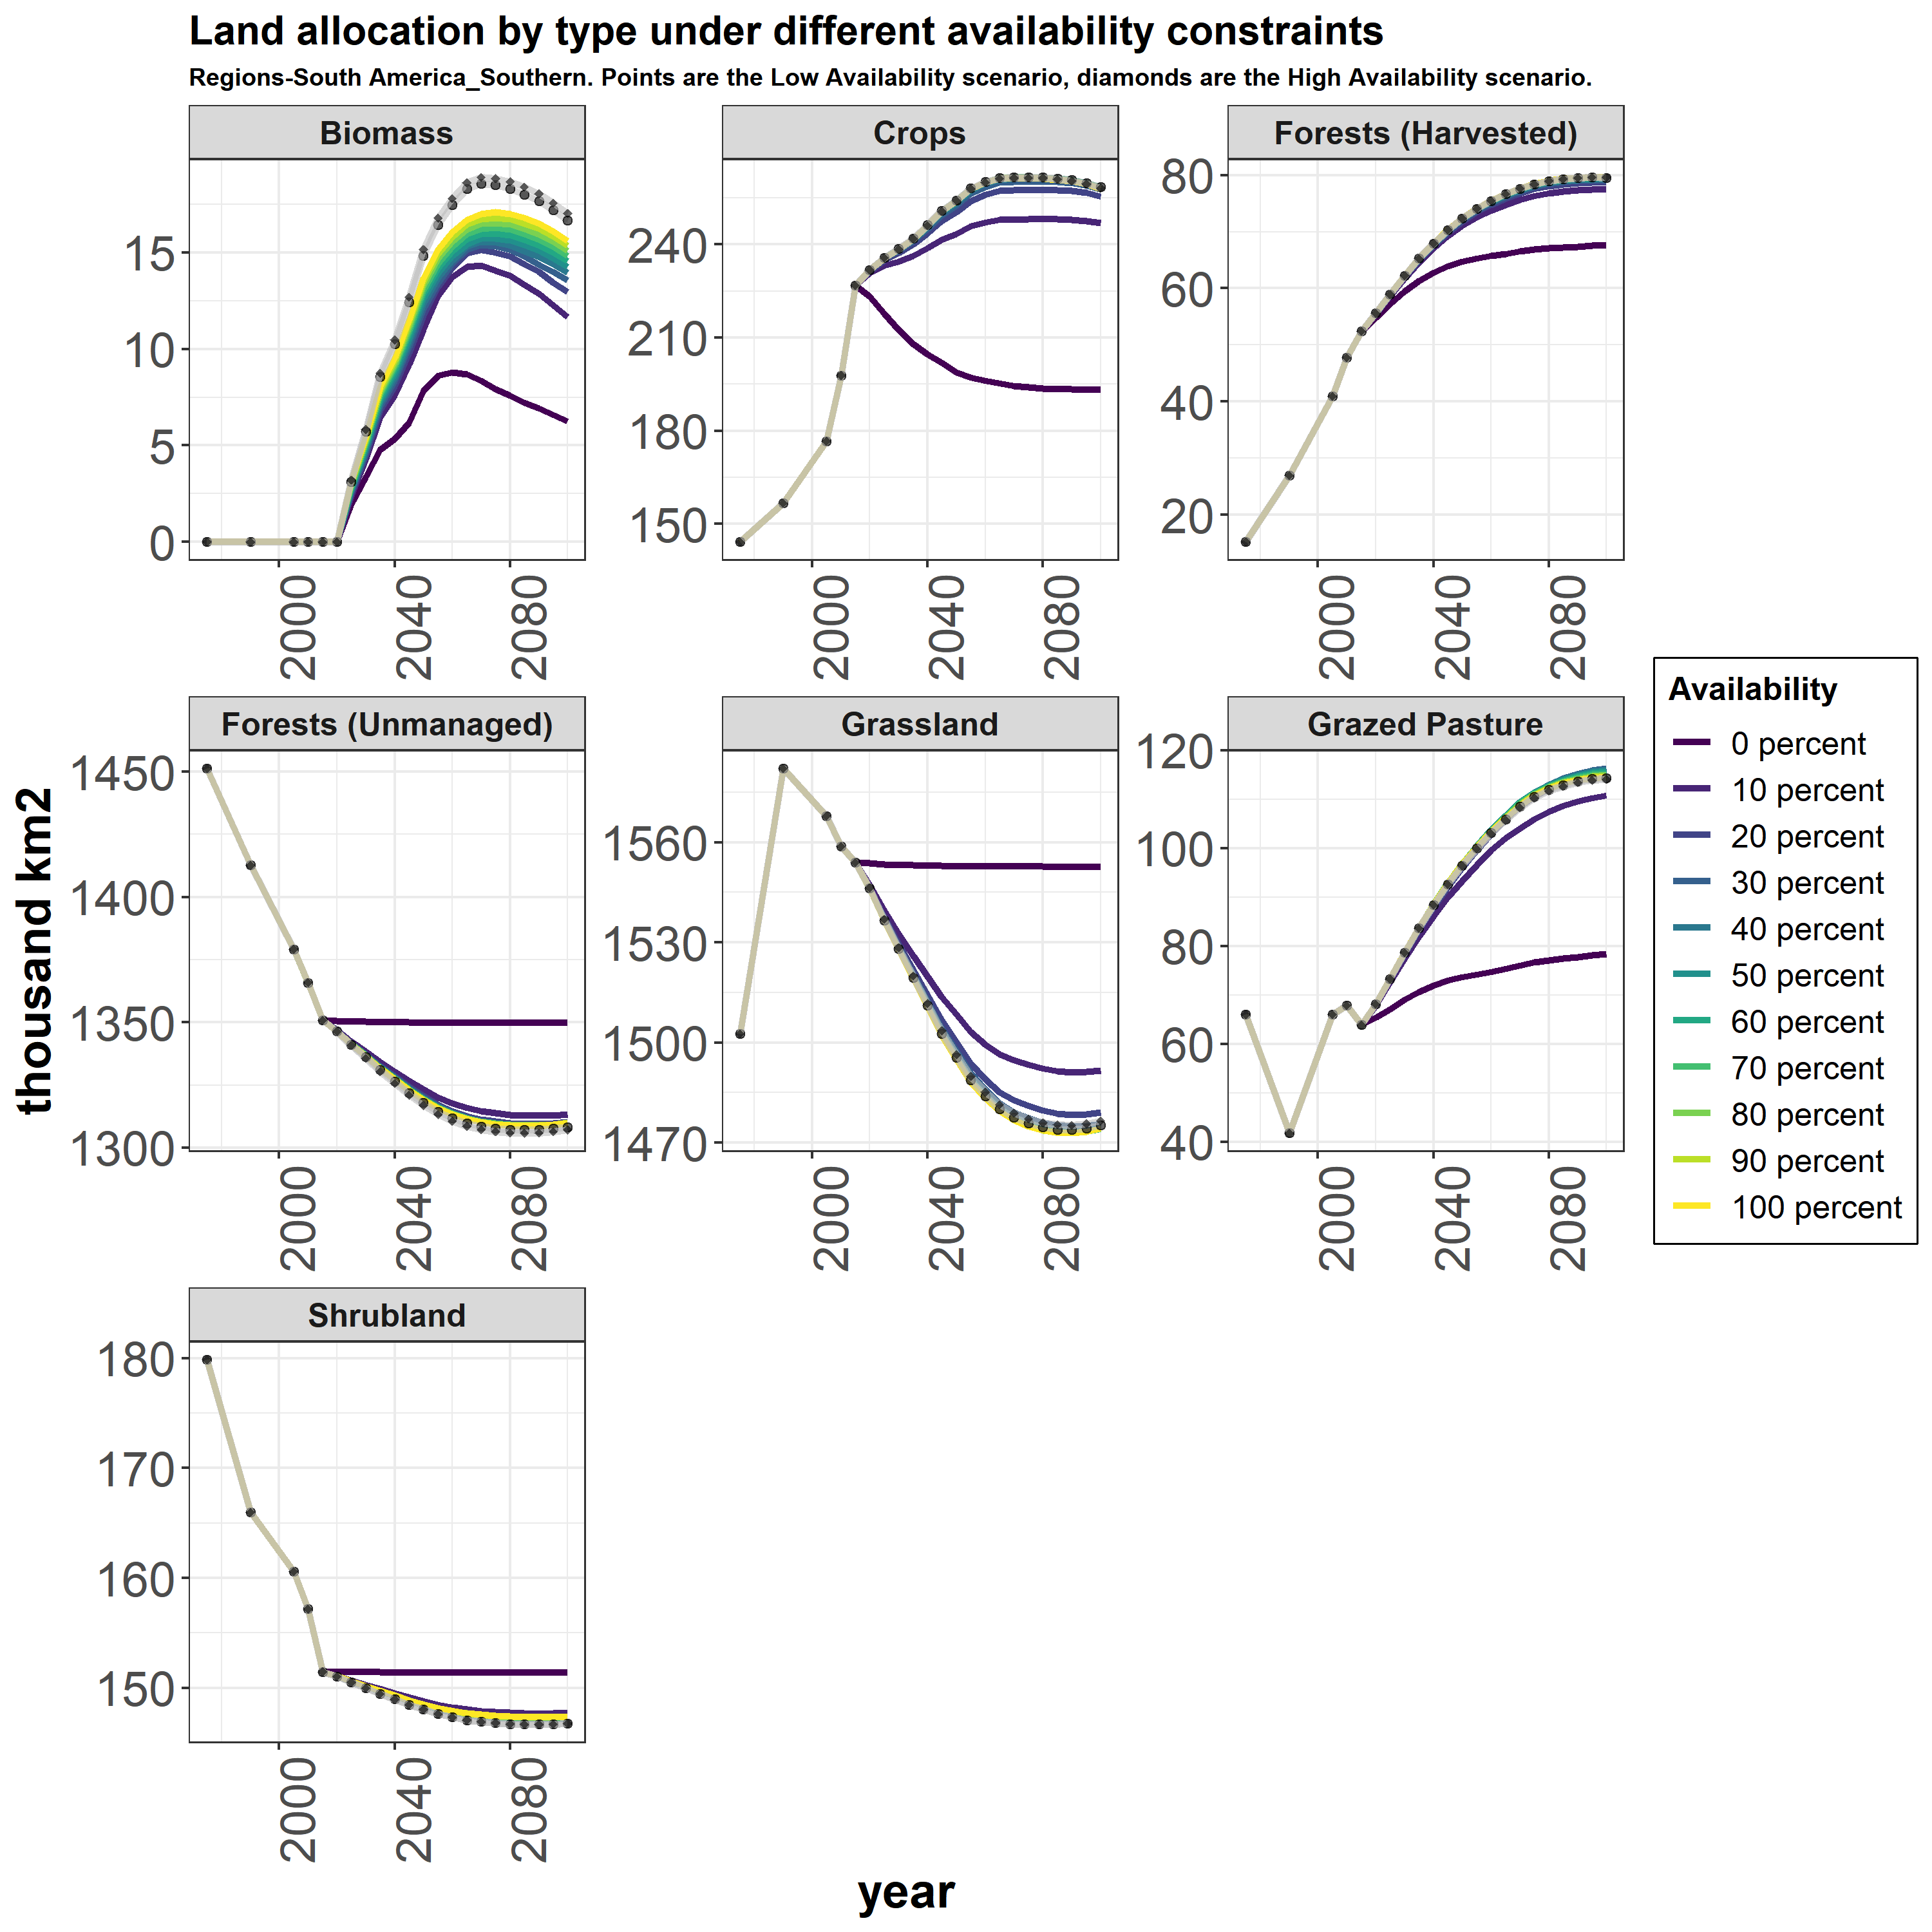 Land allocation by type under different availability constraints
Regions-South America_Southern. Points are the Low Availability scenario, diamonds are the High Availability scenario.
Biomass
Crops
Forests (Harvested)
15
10
5
0
240
210
180
150
80
60
40
20
2000
2040
2080
2000
2040
2080
2000
2040
2080
thousand km2
Forests (Unmanaged)
Grassland
Grazed Pasture
1450
1400
1350
1300
1560
1530
1500
1470
120
100
80
60
40
2000
2040
2080
2000
2040
2080
2000
2040
2080
Availability
0 percent
10 percent
20 percent
30 percent
40 percent
50 percent
60 percent
70 percent
80 percent
90 percent
100 percent
Shrubland
180
170
160
150
2000
2040
2080
year